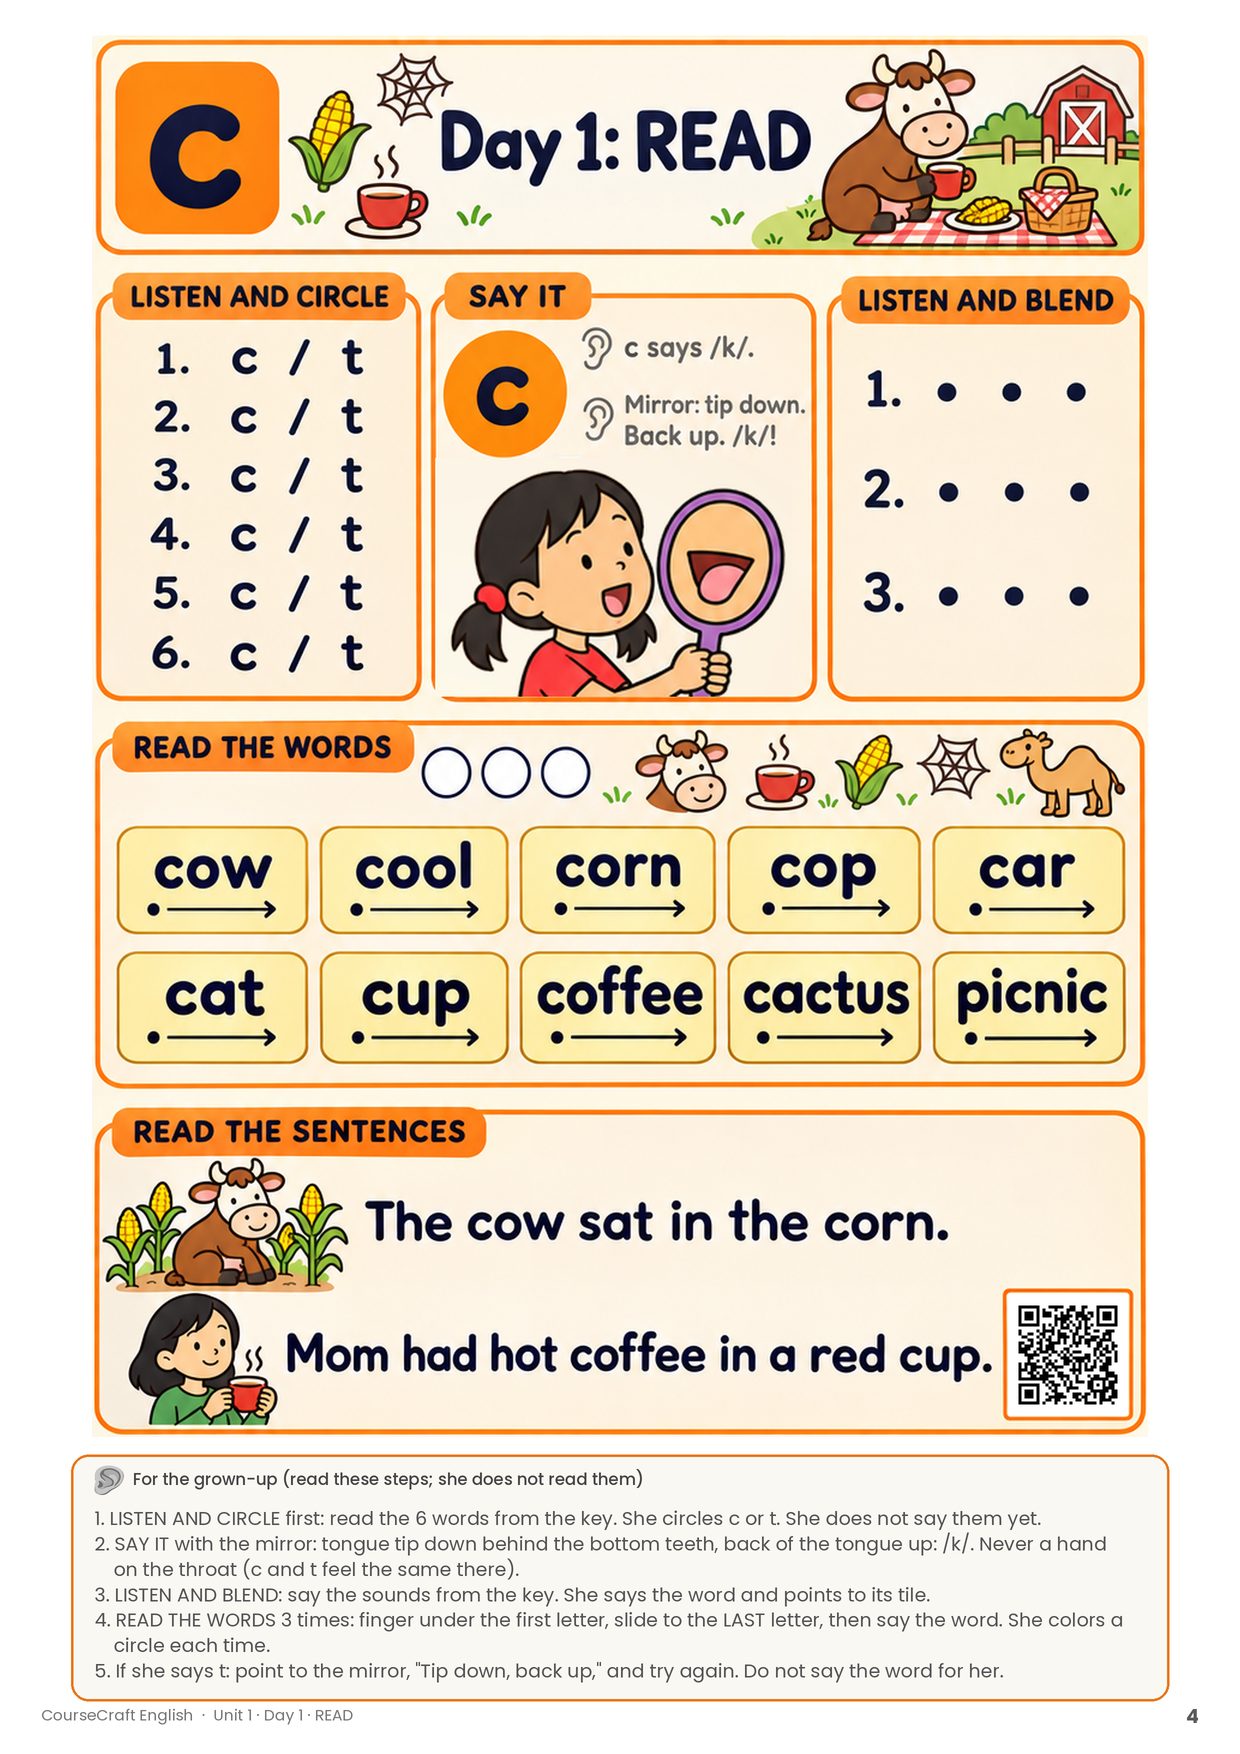 c
Day 1: READ
LISTEN AND CIRCLE
1. c / t
2. c / t
3. c / t
4. c / t
5. c / t
6. c / t
SAY IT
c
c says /k/.
Mirror: tip down.
Back up. /k/!
LISTEN AND BLEND
1. • • •
2. • • •
3. • • •
READ THE WORDS
cow cool corn cop car
cat cup coffee cactus picnic
READ THE SENTENCES
The cow sat in the corn.
Mom had hot coffee in a red cup.
For the grown-up (read these steps; she does not read them)
1. LISTEN AND CIRCLE first: read the 6 words from the key. She circles c or t. She does not say them yet.
2. SAY IT with the mirror: tongue tip down behind the bottom teeth, back of the tongue up: /k/. Never a hand
on the throat (c and t feel the same there).
3. LISTEN AND BLEND: say the sounds from the key. She says the word and points to its tile.
4. READ THE WORDS 3 times: finger under the first letter, slide to the LAST letter, then say the word. She colors a
circle each time.
5. If she says t: point to the mirror, "Tip down, back up," and try again. Do not say the word for her.
CourseCraft English · Unit 1 · Day 1 · READ
4